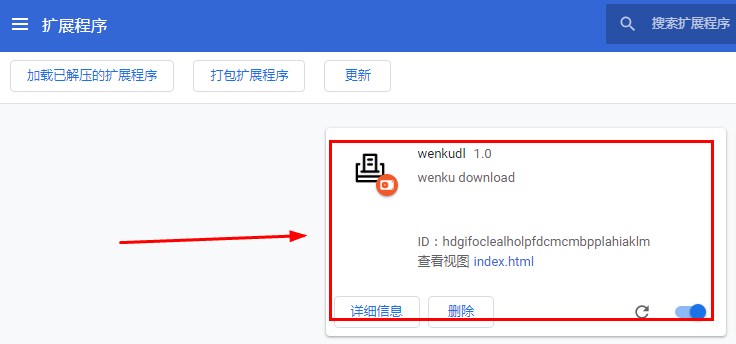 扩展程序
搜索扩展程序
加载已解压的扩展程序 打包扩展程序 更新
wenkudl 1.0
wenku download
ID：hdgifoclealholpfdcmcmbpplahiaklm
查看视图 index.html
详细信息 删除